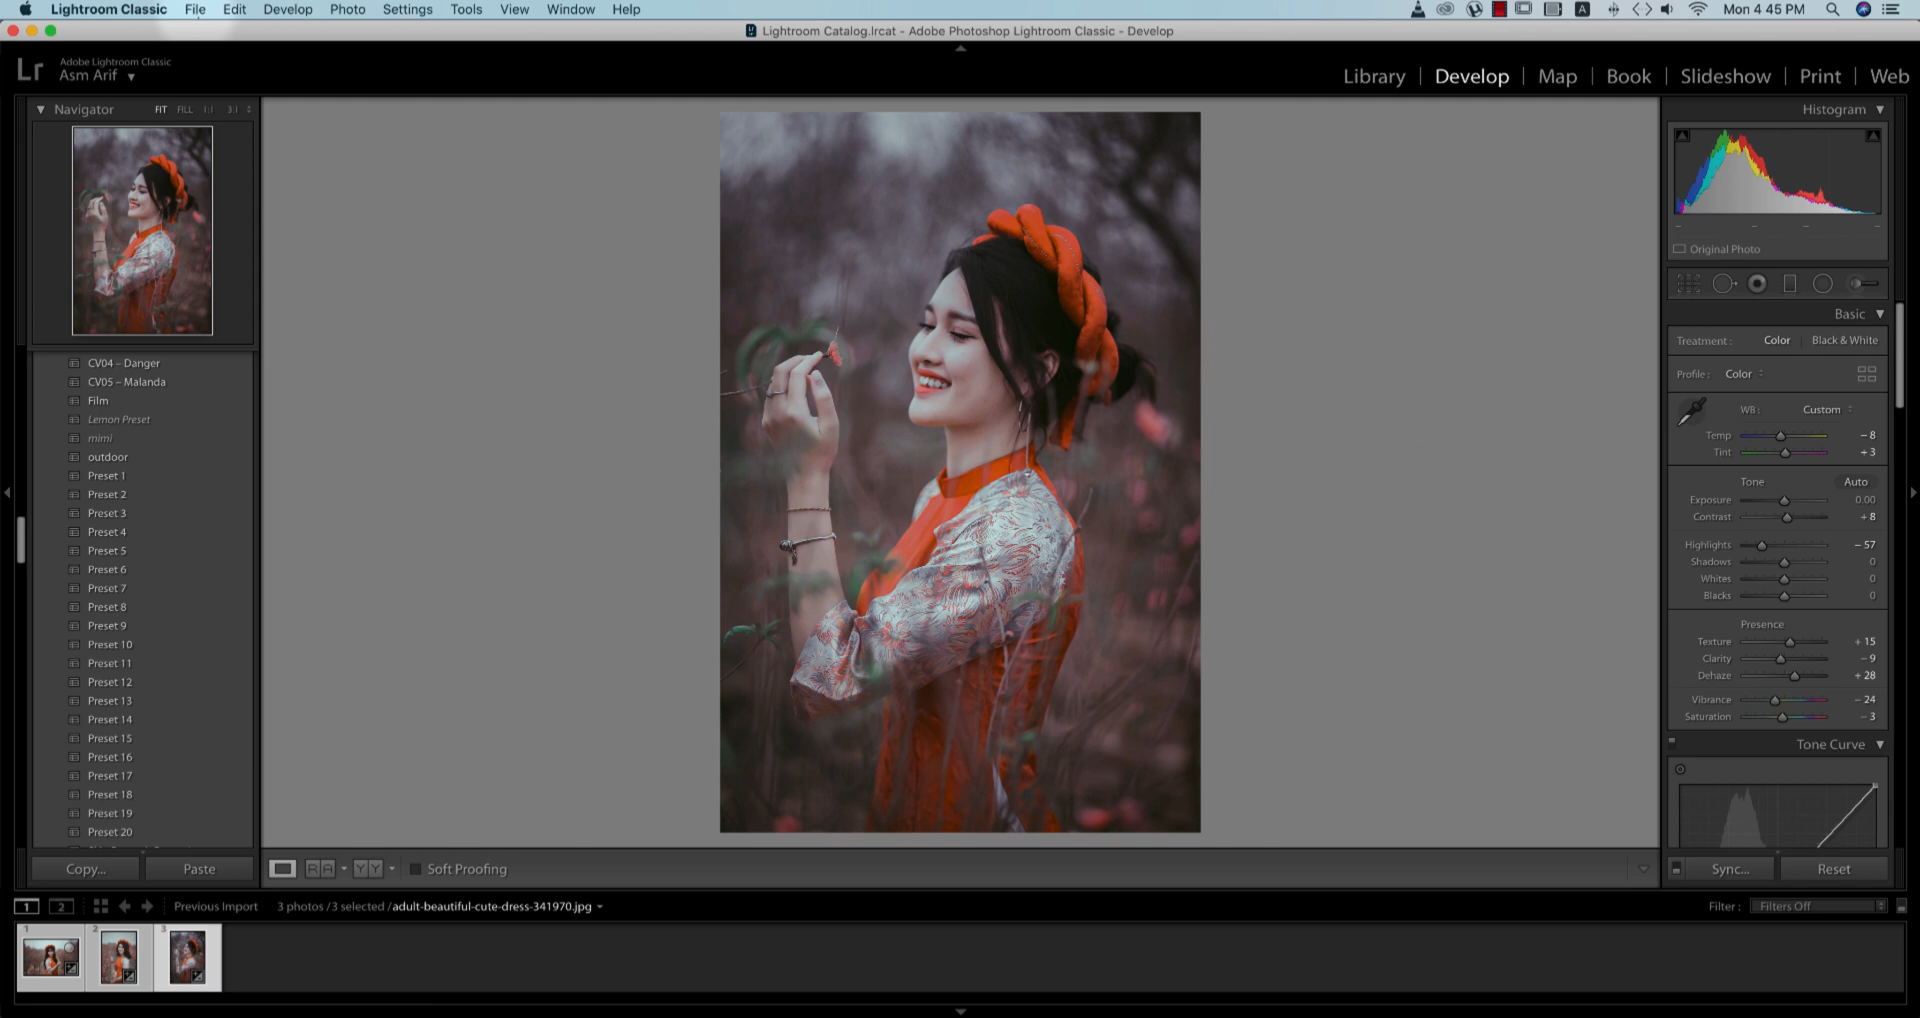 Lightroom Classic File Edit Develop Photo Settings Tools View Window Help A Mon 4 45 PM
Lightroom Catalog.lrcat - Adobe Photoshop Lightroom Classic - Develop
Lr
Adobe Lightroom Classic
Asm Arif
Library | Develop | Map | Book | Slideshow | Print | Web
Navigator FIT FILL 1:1 3:1
Histogram
Original Photo
Basic
Treatment : Color Black & White
Profile : Color
WB : Custom
Temp - 8
Tint + 3
Tone Auto
Exposure 0.00
Contrast + 8
Highlights - 57
Shadows 0
Whites 0
Blacks 0
Presence
Texture + 15
Clarity - 9
Dehaze + 28
Vibrance - 24
Saturation - 3
Tone Curve
CV04 – Danger
CV05 – Malanda
Film
Lemon Preset
mimi
outdoor
Preset 1
Preset 2
Preset 3
Preset 4
Preset 5
Preset 6
Preset 7
Preset 8
Preset 9
Preset 10
Preset 11
Preset 12
Preset 13
Preset 14
Preset 15
Preset 16
Preset 17
Preset 18
Preset 19
Preset 20
Copy... Paste
R A Y Y Soft Proofing
Sync... Reset
1 2 Previous Import 3 photos /3 selected /adult-beautiful-cute-dress-341970.jpg
Filter : Filters Off
1 2 3